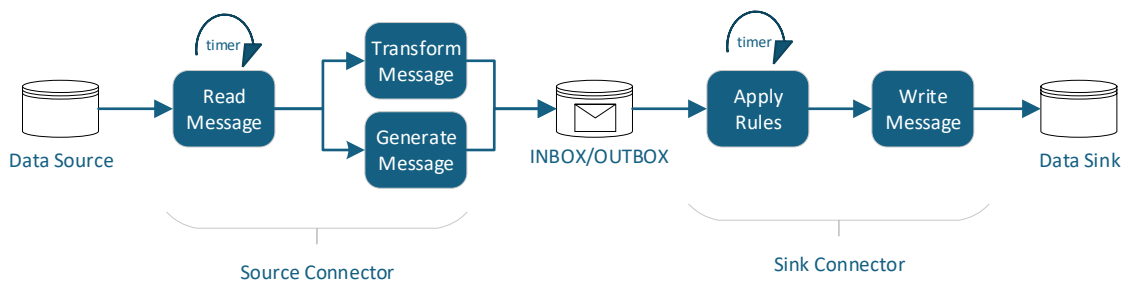 timer
timer
Transform
Message
Read
Message
Apply
Rules
Write
Message
Generate
Message
Data Source
INBOX/OUTBOX
Data Sink
Source Connector
Sink Connector